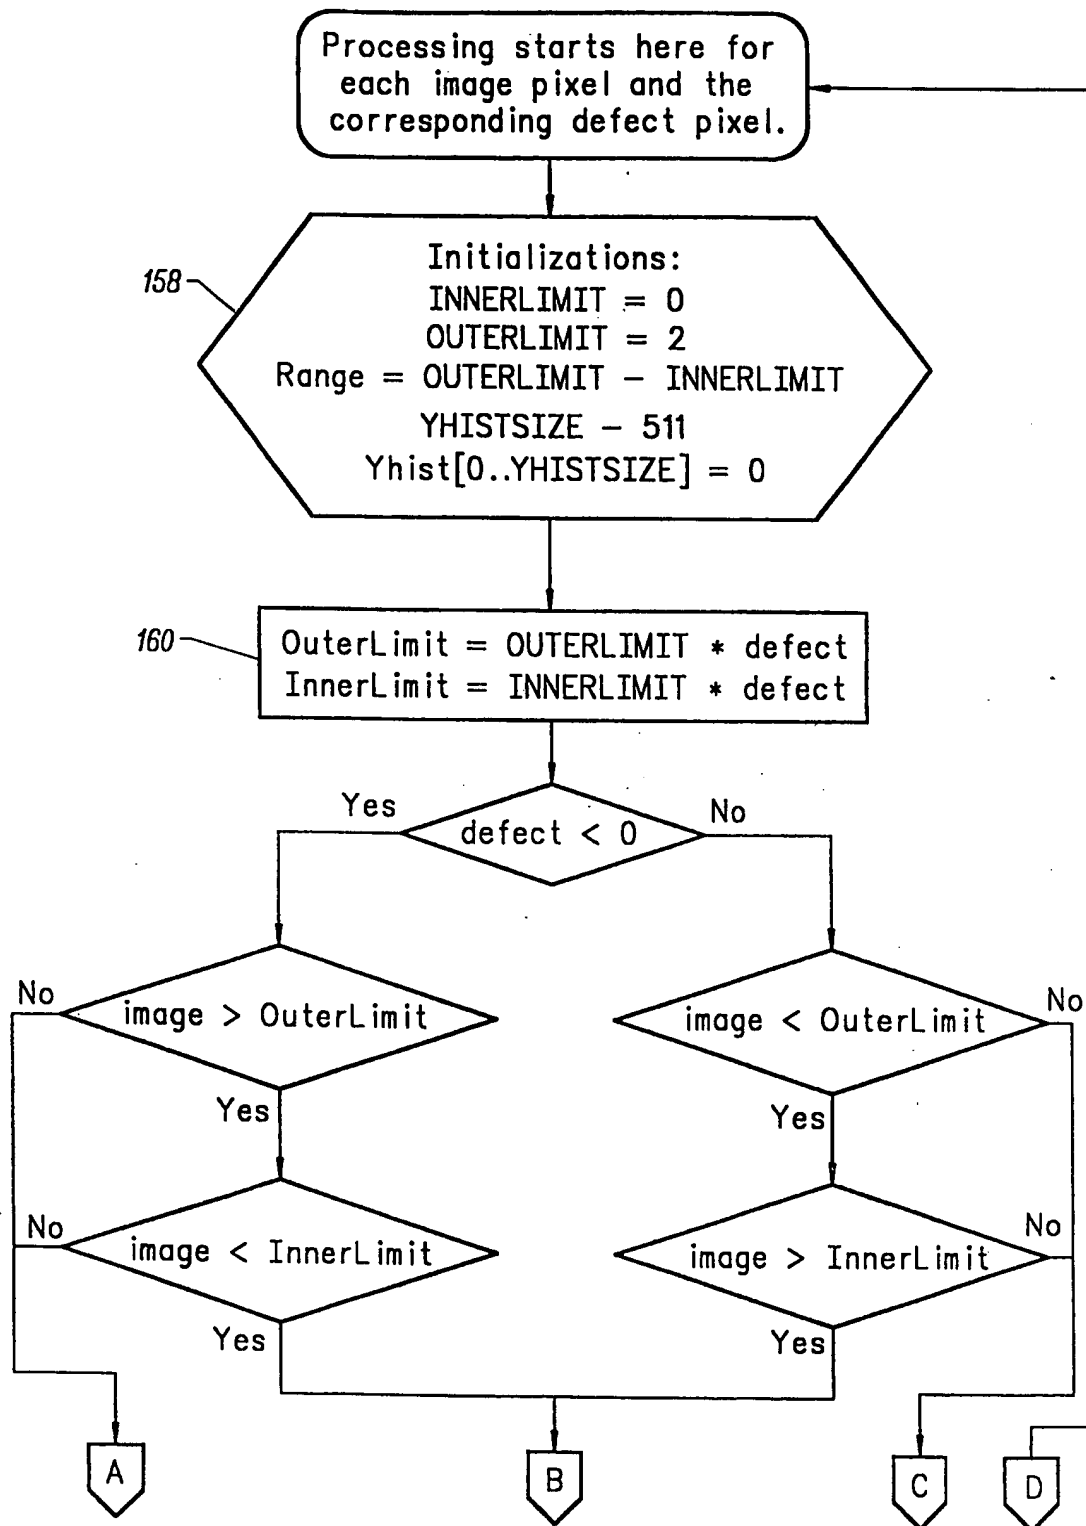 Processing starts here for
each image pixel and the
corresponding defect pixel.
158
Initializations:
INNERLIMIT = 0
OUTERLIMIT = 2
Range = OUTERLIMIT - INNERLIMIT
YHISTSIZE - 511
Yhist[0..YHISTSIZE] = 0
160
OuterLimit = OUTERLIMIT * defect
InnerLimit = INNERLIMIT * defect
Yes
defect < 0
No
No
image > OuterLimit
image < OuterLimit
No
Yes
Yes
No
image < InnerLimit
image > InnerLimit
No
Yes
Yes
A
B
C
D